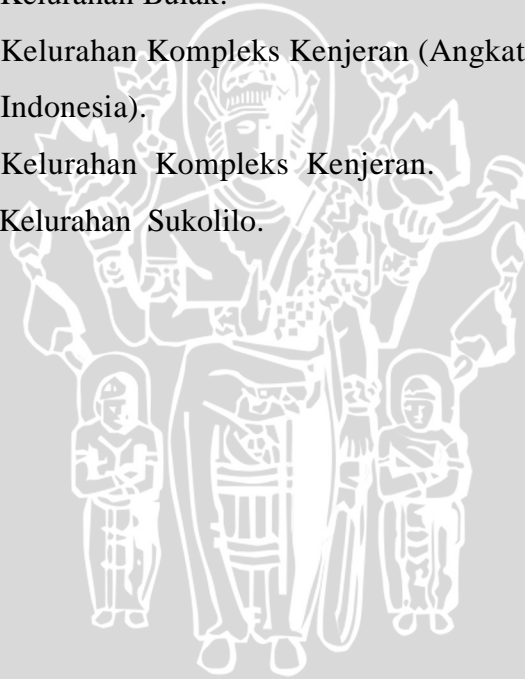 Kelurahan Bulak.
Kelurahan Kompleks Kenjeran (Angkat
Indonesia).
Kelurahan Kompleks Kenjeran.
Kelurahan Sukolilo.